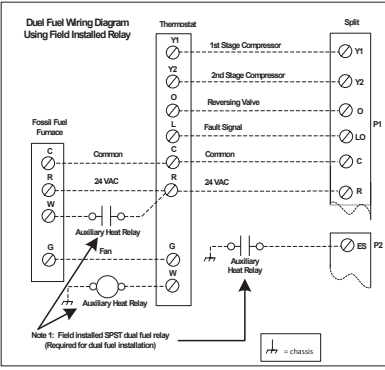 Duel Fuel Wiring Diagram
Using Field Installed Relay
Thermostat
Split
Y1
1st Stage Compressor
Y1
Y2
2nd Stage Compressor
Y2
O
Reversing Valve
O
P1
L
Fault Signal
LO
Fossil Fuel
Furnace
C
Common
C
Common
C
R
24 VAC
R
24 VAC
R
W
Auxiliary Heat Relay
G
Fan
G
Auxiliary
Heat Relay
ES
P2
W
Auxiliary Heat Relay
Note 1: Field installed SPST dual fuel relay
(Required for dual fuel installation)
= chassis